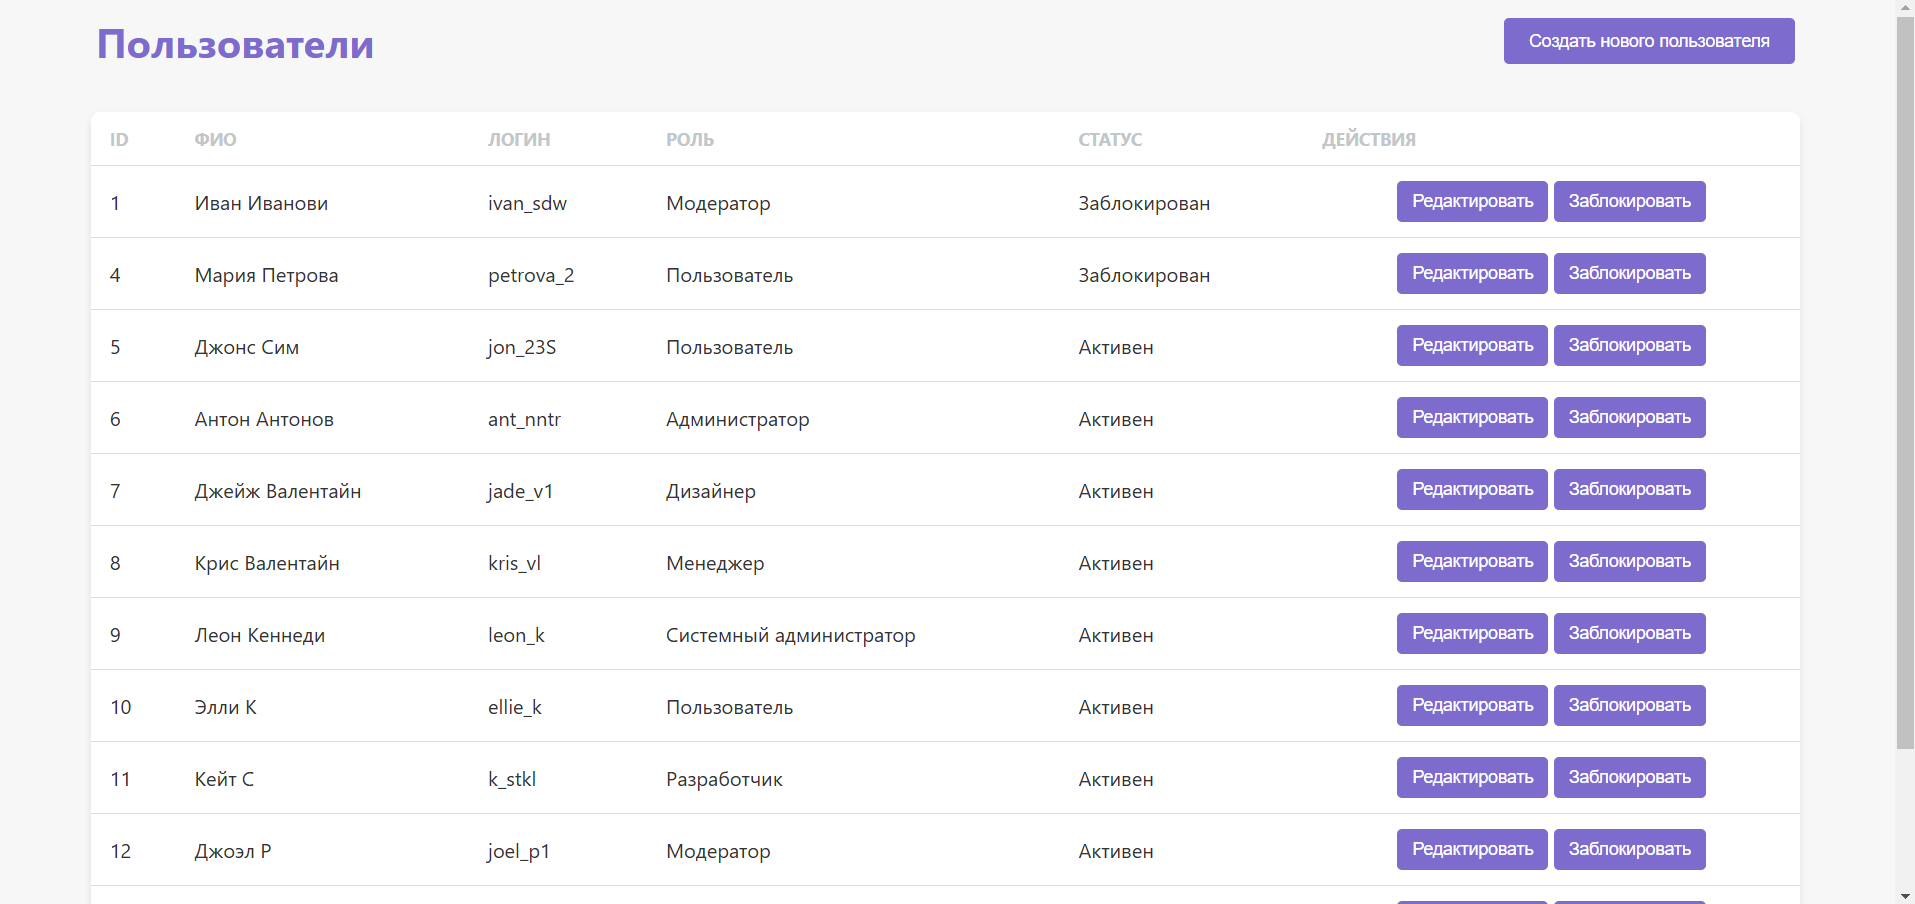 Пользователи
Создать нового пользователя
ID ФИО ЛОГИН РОЛЬ СТАТУС ДЕЙСТВИЯ
1 Иван Иванови ivan_sdw Модератор Заблокирован Редактировать Заблокировать
4 Мария Петрова petrova_2 Пользователь Заблокирован Редактировать Заблокировать
5 Джонс Сим jon_23S Пользователь Активен Редактировать Заблокировать
6 Антон Антонов ant_nntr Администратор Активен Редактировать Заблокировать
7 Джейж Валентайн jade_v1 Дизайнер Активен Редактировать Заблокировать
8 Крис Валентайн kris_vl Менеджер Активен Редактировать Заблокировать
9 Леон Кеннеди leon_k Системный администратор Активен Редактировать Заблокировать
10 Элли К ellie_k Пользователь Активен Редактировать Заблокировать
11 Кейт С k_stkl Разработчик Активен Редактировать Заблокировать
12 Джоэл Р joel_p1 Модератор Активен Редактировать Заблокировать